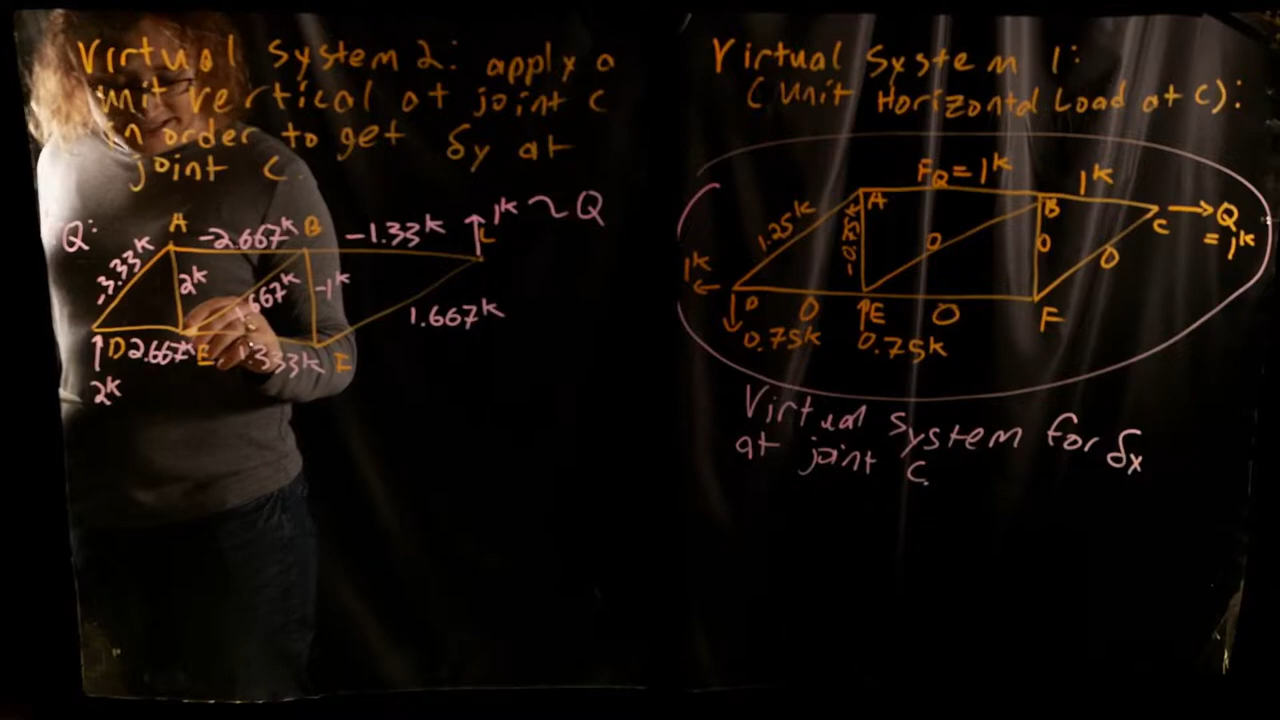 Virtual System 2: apply a
unit vertical at joint C
in order to get δy at
joint C.
Q:
A
-2.667k
B
-1.33k
1k ~ Q
C
-3.33k
2k
1.667k
-1k
1.667k
D
2.667k
E
1.333k
F
2k
Virtual System 1:
(Unit Horizontal Load at C):
FQ = 1k
1k
1.25k
A
B
C
→ Q
= 1k
-0.75k
0
0
0
1k
D
0
E
0
F
0.75k
0.75k
Virtual system for δx
at joint C.